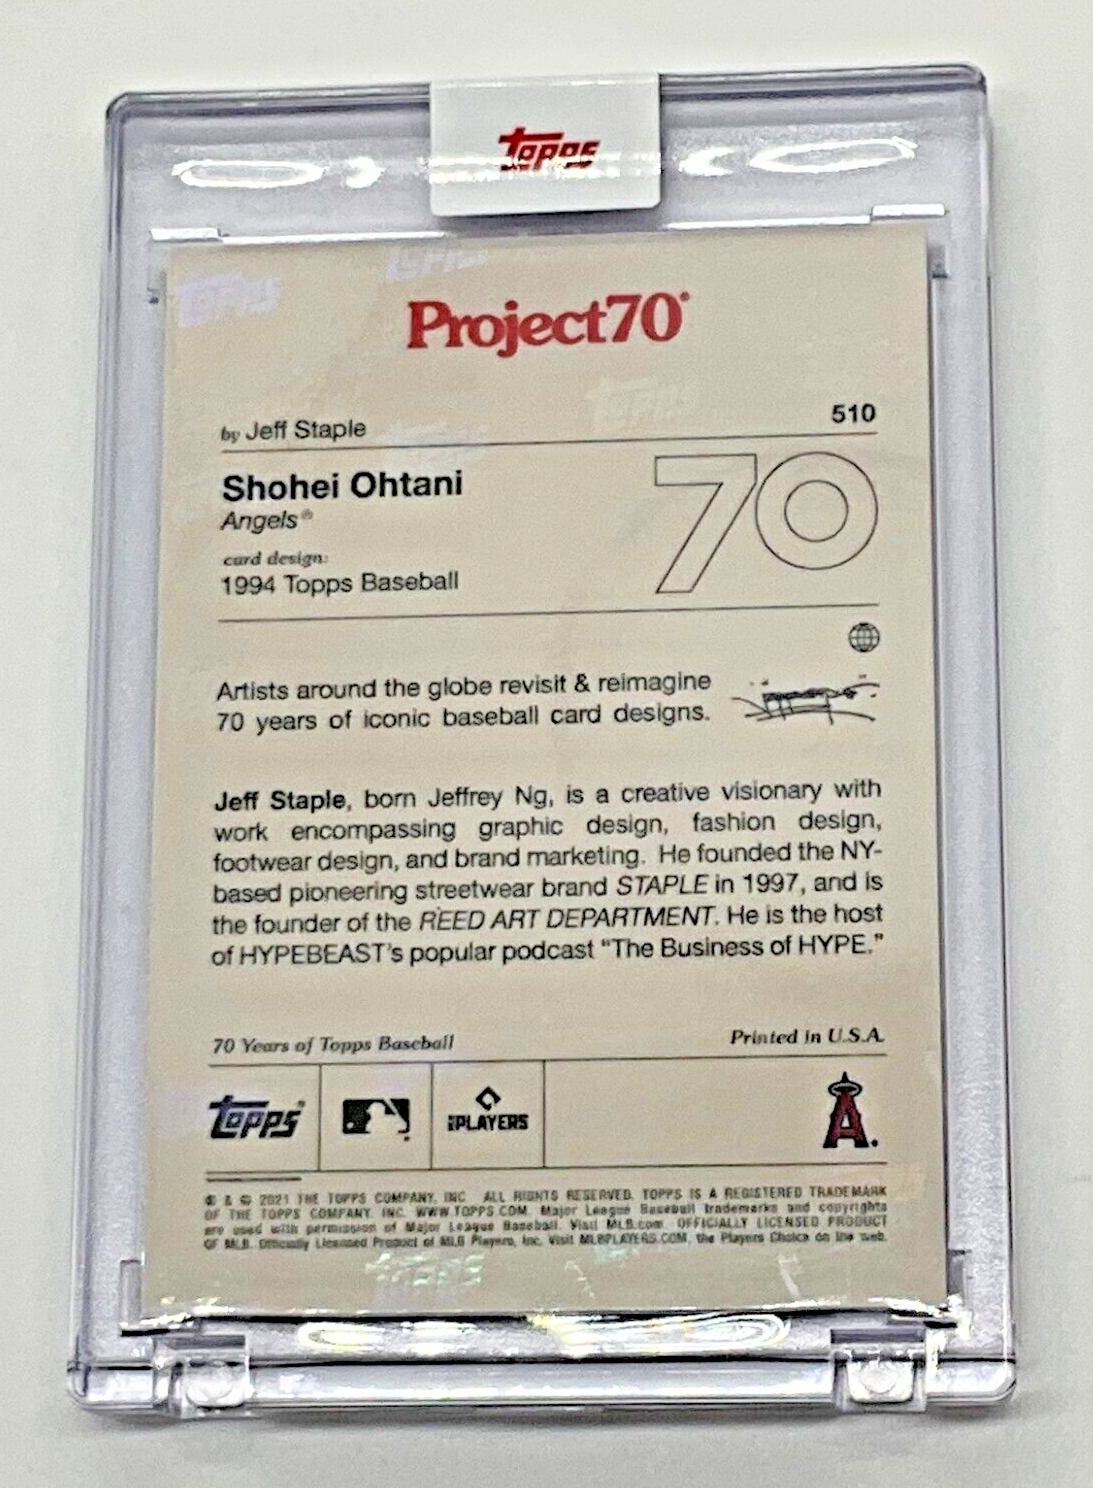 Topps
Project70®
by Jeff Staple
510
Shohei Ohtani
Angels®
70
card design:
1994 Topps Baseball
Artists around the globe revisit & reimagine
70 years of iconic baseball card designs.
Jeff Staple, born Jeffrey Ng, is a creative visionary with
work encompassing graphic design, fashion design,
footwear design, and brand marketing. He founded the NY-
based pioneering streetwear brand STAPLE in 1997, and is
the founder of the REED ART DEPARTMENT. He is the host
of HYPEBEAST's popular podcast "The Business of HYPE."
70 Years of Topps Baseball
Printed in U.S.A.
Topps®
PLAYERS
A
® & © 2021 THE TOPPS COMPANY, INC. ALL RIGHTS RESERVED. TOPPS IS A REGISTERED TRADEMARK
OF THE TOPPS COMPANY, INC. WWW.TOPPS.COM. Major League Baseball trademarks and copyrights
are used with permission of Major League Baseball. Visit MLB.com. OFFICIALLY LICENSED PRODUCT
OF MLB. Officially Licensed Product of MLB Players, Inc. Visit MLBPLAYERS.COM, the Players Choice on the web.
TOPPS